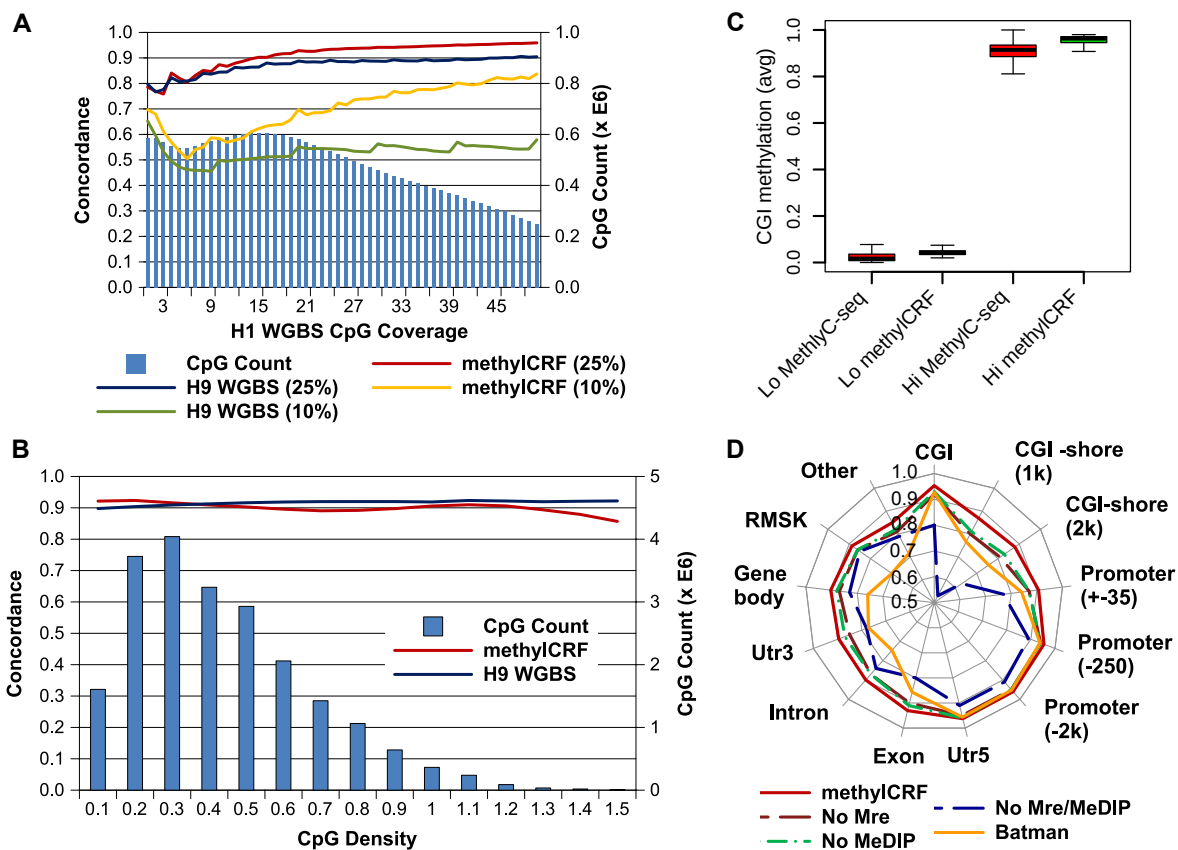 A
1.0
0.9
0.8
0.7
0.6
0.5
0.4
0.3
0.2
0.1
0.0
Concordance
1.0
0.8
0.6
0.4
0.2
0.0
CpG Count (x E6)
3 9 15 21 27 33 39 45
H1 WGBS CpG Coverage
CpG Count
methylCRF (25%)
H9 WGBS (25%)
methylCRF (10%)
H9 WGBS (10%)
C
CGI methylation (avg)
1.0
0.8
0.6
0.4
0.2
0.0
Lo MethlyC-seq
Lo methylCRF
Hi MethylC-seq
Hi methylCRF
B
1.0
0.9
0.8
0.7
0.6
0.5
0.4
0.3
0.2
0.1
0.0
Concordance
5
4
3
2
1
0
CpG Count (x E6)
CpG Count
methylCRF
H9 WGBS
0.1 0.2 0.3 0.4 0.5 0.6 0.7 0.8 0.9 1 1.1 1.2 1.3 1.4 1.5
CpG Density
D
CGI
CGI -shore
(1k)
CGI-shore
(2k)
Promoter
(+-35)
Promoter
(-250)
Promoter
(-2k)
Utr5
Exon
Intron
Utr3
Gene
body
RMSK
Other
1.0
0.9
0.8
0.7
0.6
0.5
methylCRF
No Mre
No MeDIP
No Mre/MeDIP
Batman